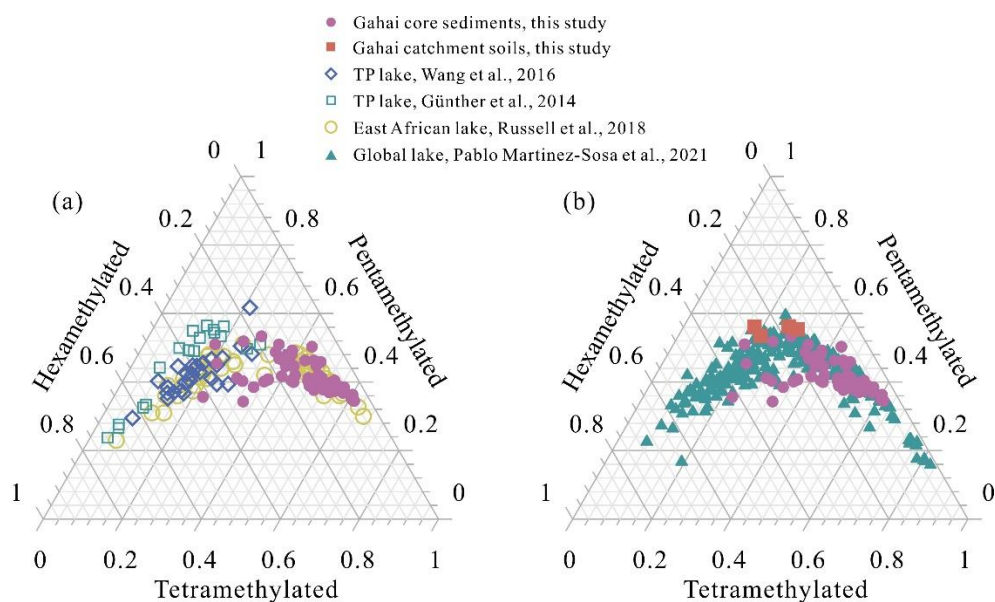 Gahai core sediments, this study
Gahai catchment soils, this study
TP lake, Wang et al., 2016
TP lake, Günther et al., 2014
East African lake, Russell et al., 2018
Global lake, Pablo Martinez-Sosa et al., 2021
(a)
0 1
0.2 0.8
0.4 0.6
0.6 0.4
0.8 0.2
1 0
Hexamethylated
Pentamethylated
0 0.2 0.4 0.6 0.8 1
Tetramethylated
(b)
0 1
0.2 0.8
0.4 0.6
0.6 0.4
0.8 0.2
1 0
Hexamethylated
Pentamethylated
0 0.2 0.4 0.6 0.8 1
Tetramethylated